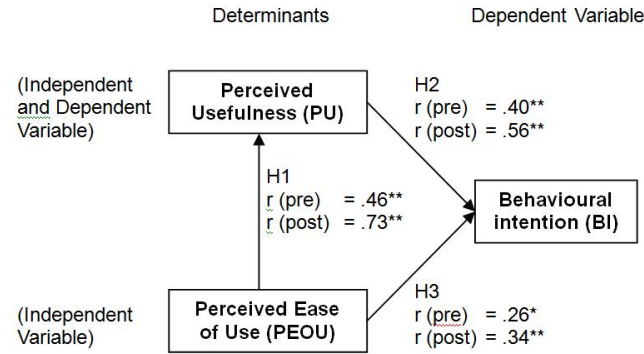 Determinants
Dependent Variable
(Independent
and Dependent
Variable)
Perceived
Usefulness (PU)
H2
r (pre) = .40**
r (post) = .56**
H1
r (pre) = .46**
r (post) = .73**
Behavioural
intention (BI)
(Independent
Variable)
Perceived Ease
of Use (PEOU)
H3
r (pre) = .26*
r (post) = .34**